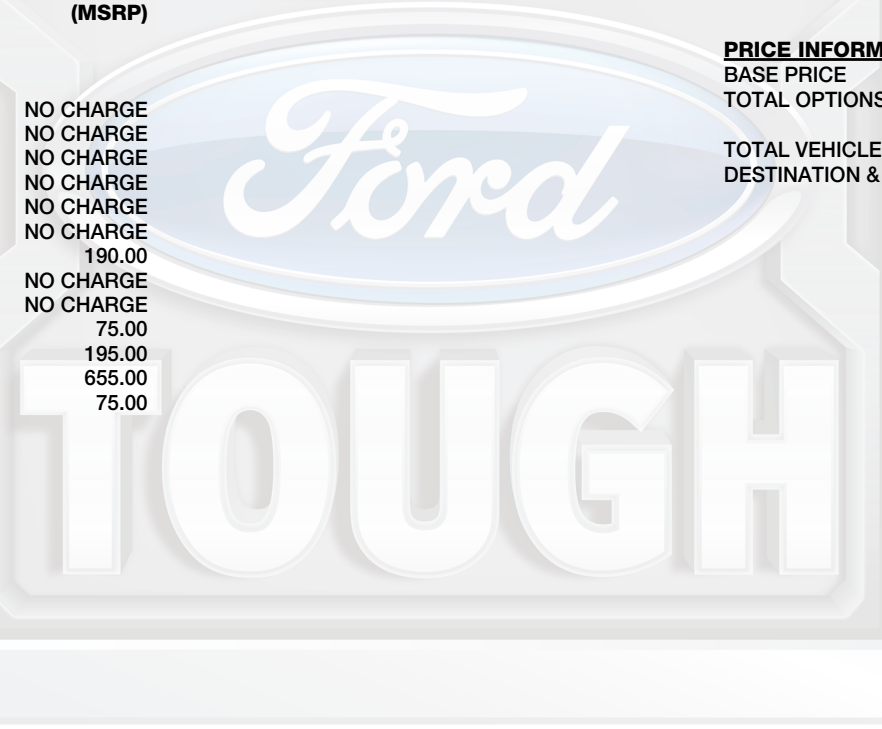 (MSRP)
NO CHARGE
NO CHARGE
NO CHARGE
NO CHARGE
NO CHARGE
NO CHARGE
190.00
NO CHARGE
NO CHARGE
75.00
195.00
655.00
75.00
PRICE INFORM
BASE PRICE
TOTAL OPTIONS
TOTAL VEHICLE
DESTINATION &
Ford
TOUGH